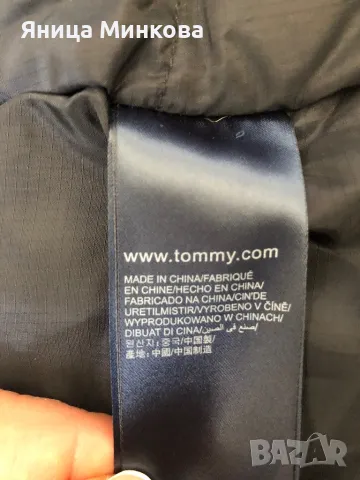 Яница Минкова
www.tommy.com
MADE IN CHINA/FABRIQUÉ
EN CHINE/HECHO EN CHINA/
FABRICADO NA CHINA/CIN'DE
URETILMISTIR/VYROBENO V ČÍNĚ/
WYPRODUKOWANO W CHINACH/
DIBUAT DI CINA/صنع في الصين/
원산지: 중국/中国製/
產地: 中國/中国制造
BAZAR
bg